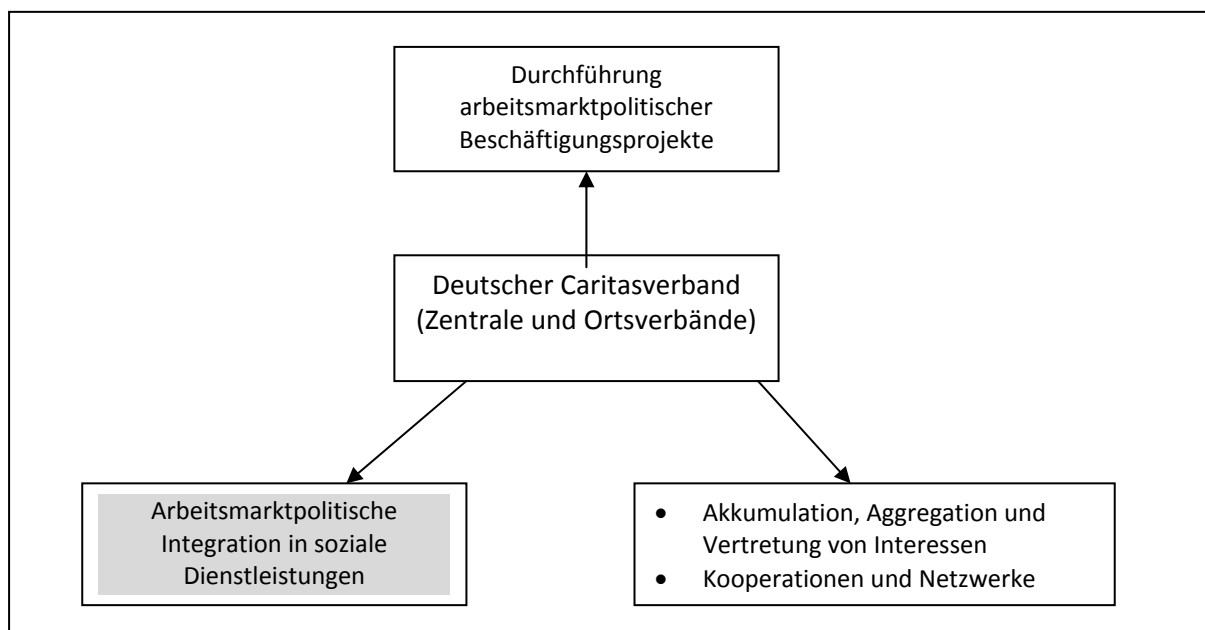 Durchführung
arbeitsmarktpolitischer
Beschäftigungsprojekte
Deutscher Caritasverband
(Zentrale und Ortsverbände)
Arbeitsmarktpolitische
Integration in soziale
Dienstleistungen
• Akkumulation, Aggregation und
Vertretung von Interessen
• Kooperationen und Netzwerke